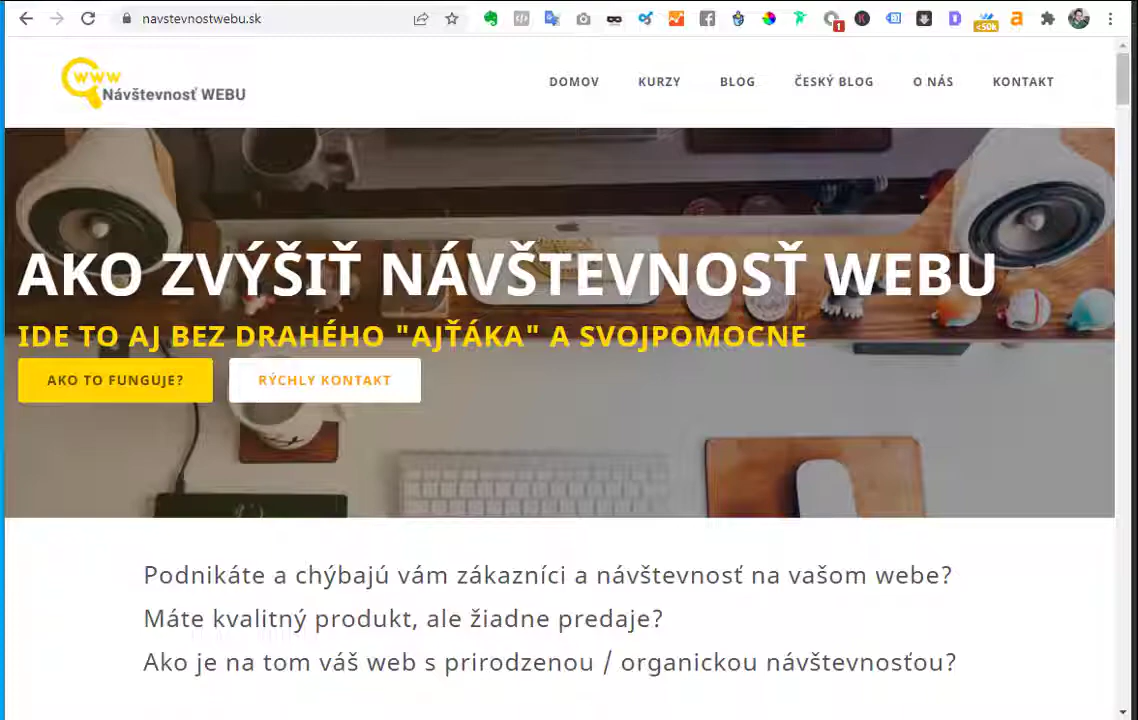 navstevnostwebu.sk
1
<50k
www
Návštevnosť WEBU
DOMOV
KURZY
BLOG
ČESKÝ BLOG
O NÁS
KONTAKT
AKO ZVÝŠIŤ NÁVŠTEVNOSŤ WEBU
IDE TO AJ BEZ DRAHÉHO "AJŤÁKA" A SVOJPOMOCNE
AKO TO FUNGUJE?
RÝCHLY KONTAKT
Podnikáte a chýbajú vám zákazníci a návštevnosť na vašom webe?
Máte kvalitný produkt, ale žiadne predaje?
Ako je na tom váš web s prirodzenou / organickou návštevnosťou?